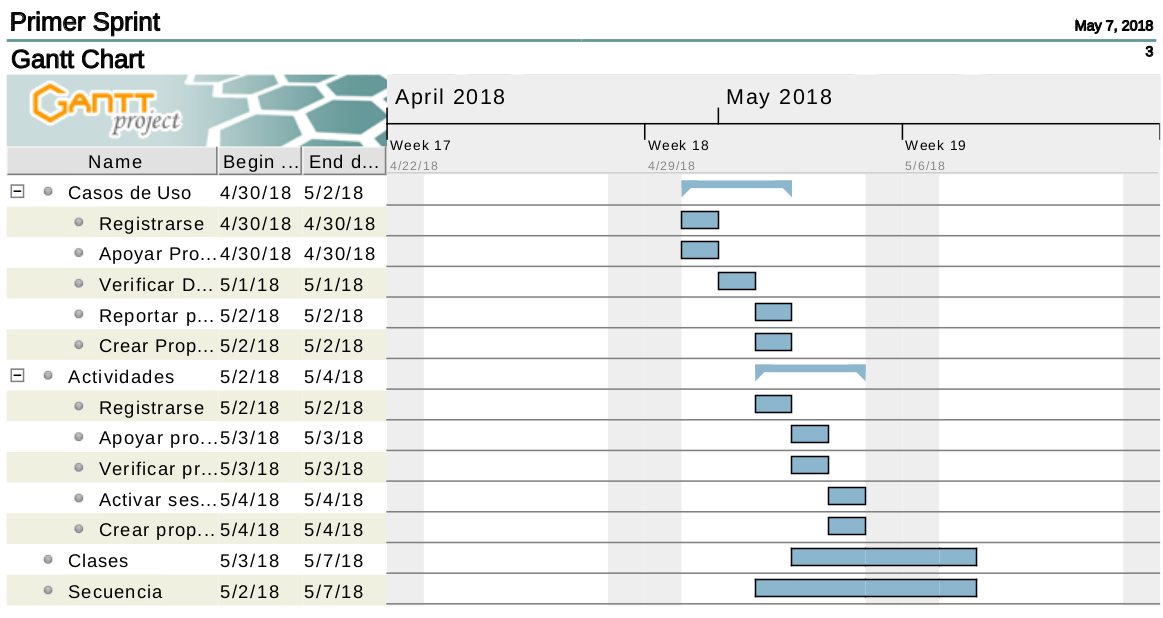 Primer Sprint
May 7, 2018
Gantt Chart
3
GANTT project
April 2018 May 2018
Week 17 Week 18 Week 19
4/22/18 4/29/18 5/6/18
Name Begin ... End d...
Casos de Uso 4/30/18 5/2/18
Registrarse 4/30/18 4/30/18
Apoyar Pro... 4/30/18 4/30/18
Verificar D... 5/1/18 5/1/18
Reportar p... 5/2/18 5/2/18
Crear Prop... 5/2/18 5/2/18
Actividades 5/2/18 5/4/18
Registrarse 5/2/18 5/2/18
Apoyar pro... 5/3/18 5/3/18
Verificar pr... 5/3/18 5/3/18
Activar ses... 5/4/18 5/4/18
Crear prop... 5/4/18 5/4/18
Clases 5/3/18 5/7/18
Secuencia 5/2/18 5/7/18